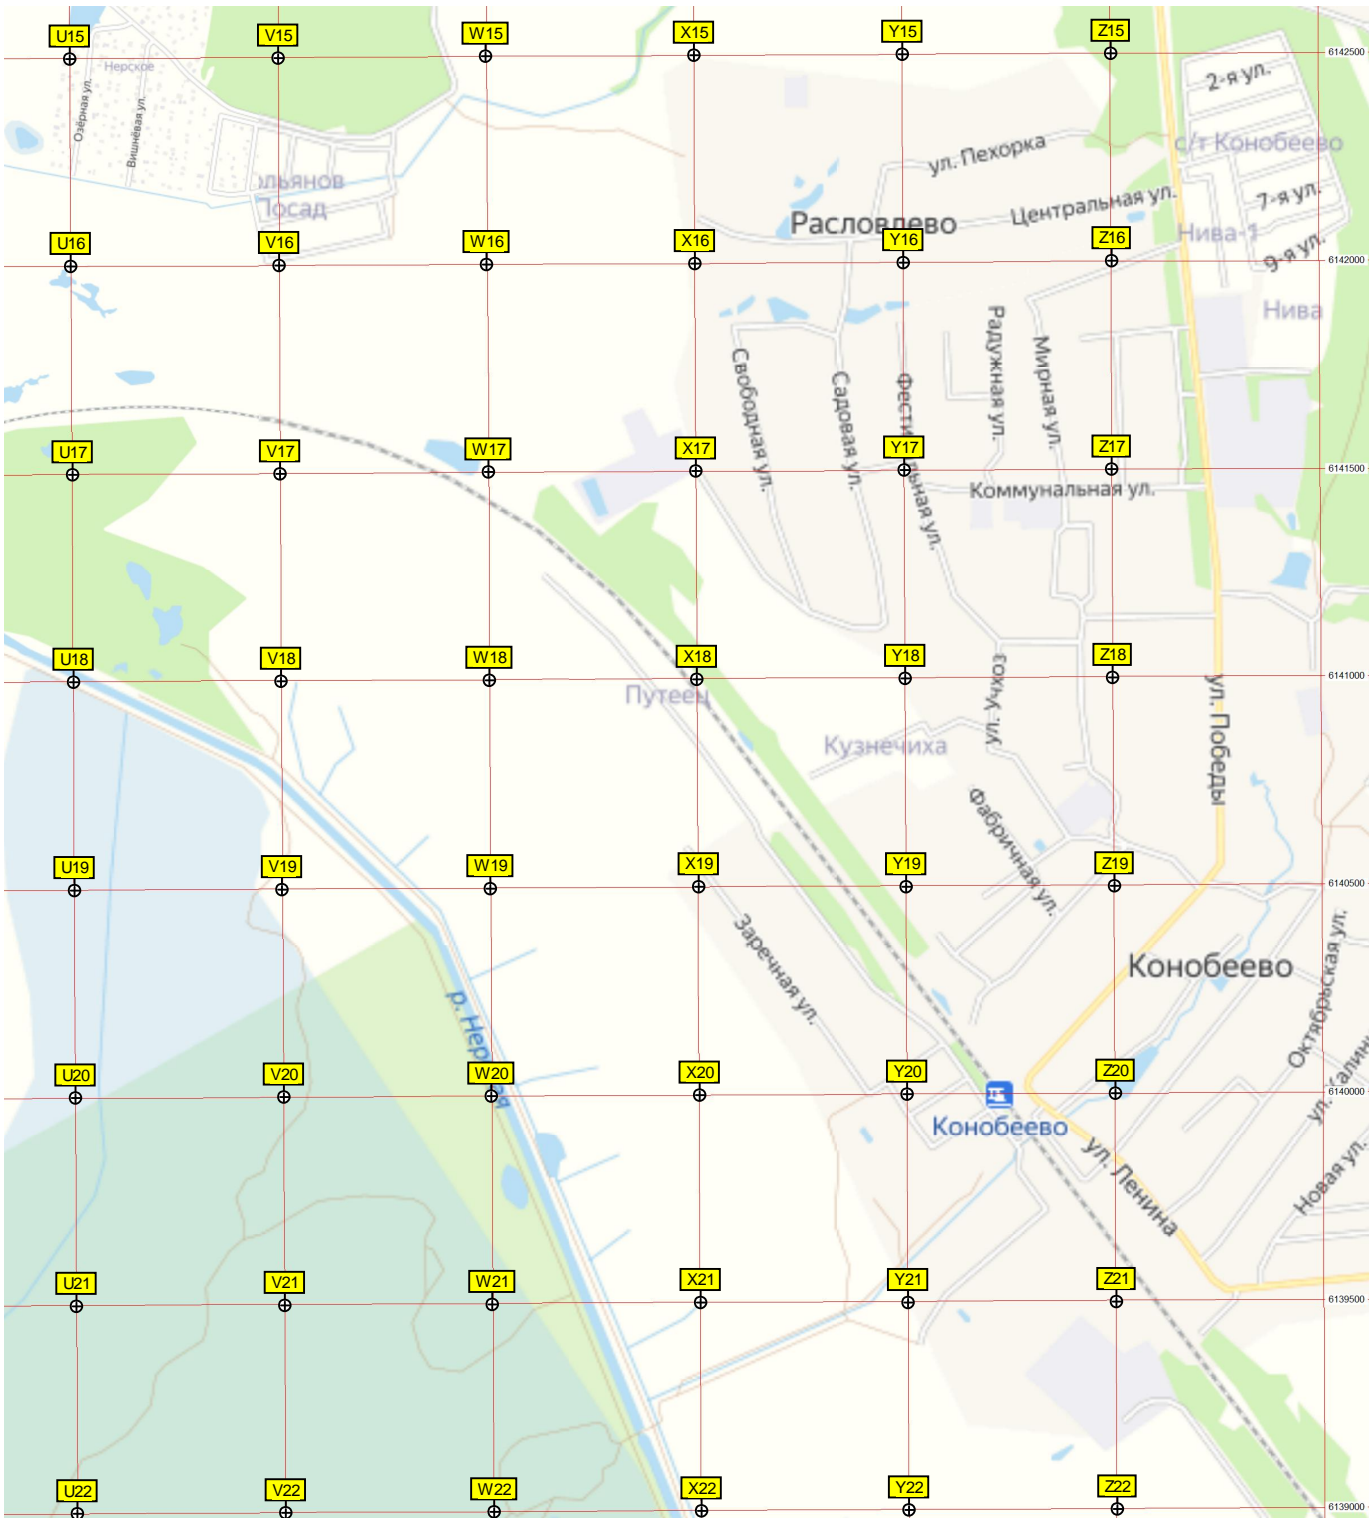 U15 V15 W15 X15 Y15 Z15
6142500
Нерское
2-я ул.
Озёрная ул.
Вишнёвая ул.
с/т Конобеево
ул. Пехорка
7-я ул.
Центральная ул.
Посад
Расловлево
Нива-1
9-я ул.
U16 V16 W16 X16 Y16 Z16
6142000
Нива
Радужная ул.
Мирная ул.
Свободная ул.
Садовая ул.
U17 V17 W17 X17 Y17 Z17
6141500
Коммунальная ул.
U18 V18 W18 X18 Y18 Z18
6141000
ул. Учхоз
ул. Победы
Путеец
Кузнечиха
Фабричная ул.
U19 V19 W19 X19 Y19 Z19
6140500
Заречная ул.
Октябрьская ул.
Конобеево
U20 V20 W20 X20 Y20 Z20
6140000
Конобеево
ул. Ленина
Новая ул.
U21 V21 W21 X21 Y21 Z21
6139500
U22 V22 W22 X22 Y22 Z22
6139000